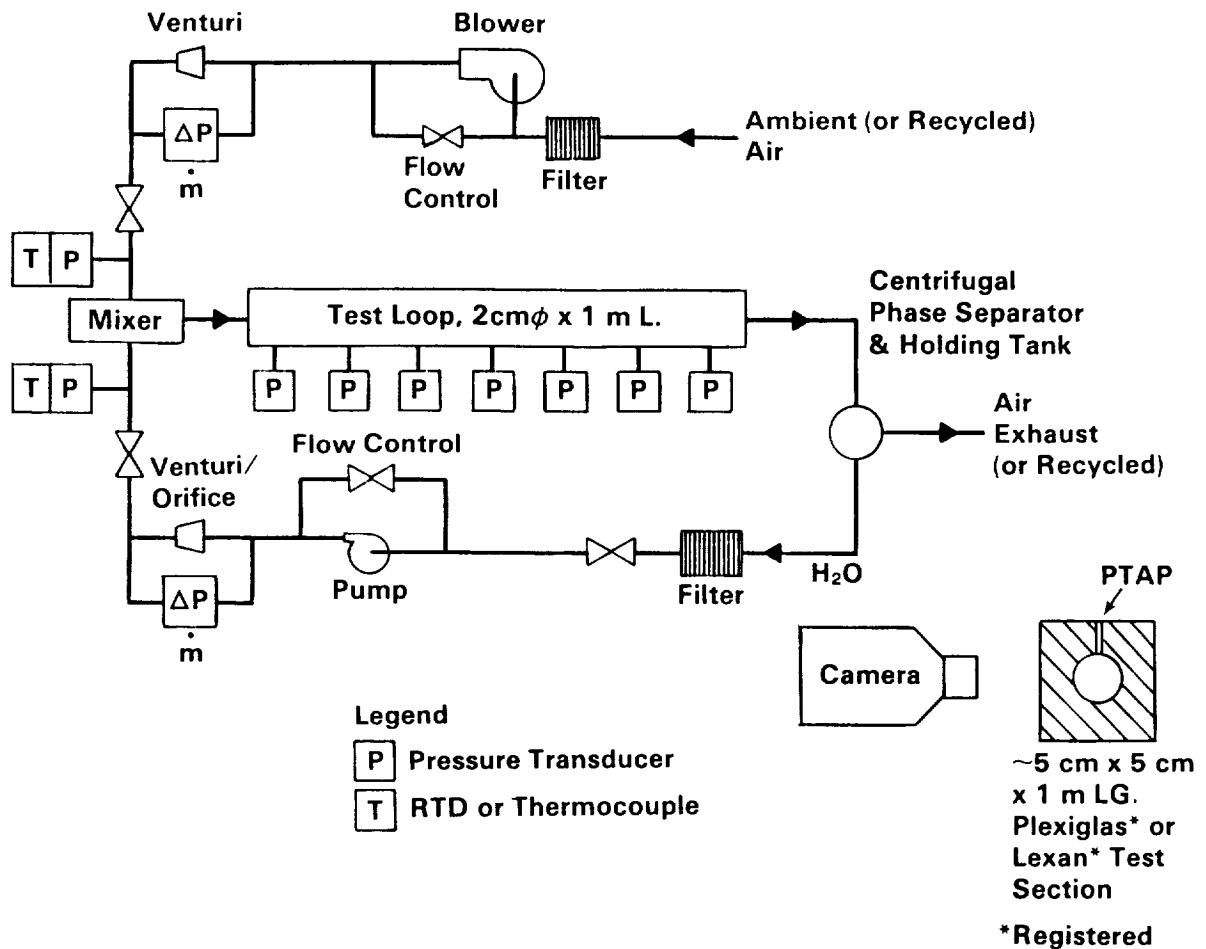 Venturi
Blower
ΔP
ṁ
Flow
Control
Filter
Ambient (or Recycled)
Air
T P
Mixer
Test Loop, 2cmϕ x 1 m L.
Centrifugal
Phase Separator
& Holding Tank
T P
P P P P P P P
Air
Exhaust
(or Recycled)
Flow Control
Venturi/
Orifice
Pump
Filter
H₂O
ΔP
ṁ
PTAP
Camera
Legend
P Pressure Transducer
T RTD or Thermocouple
~5 cm x 5 cm
x 1 m LG.
Plexiglas* or
Lexan* Test
Section
*Registered